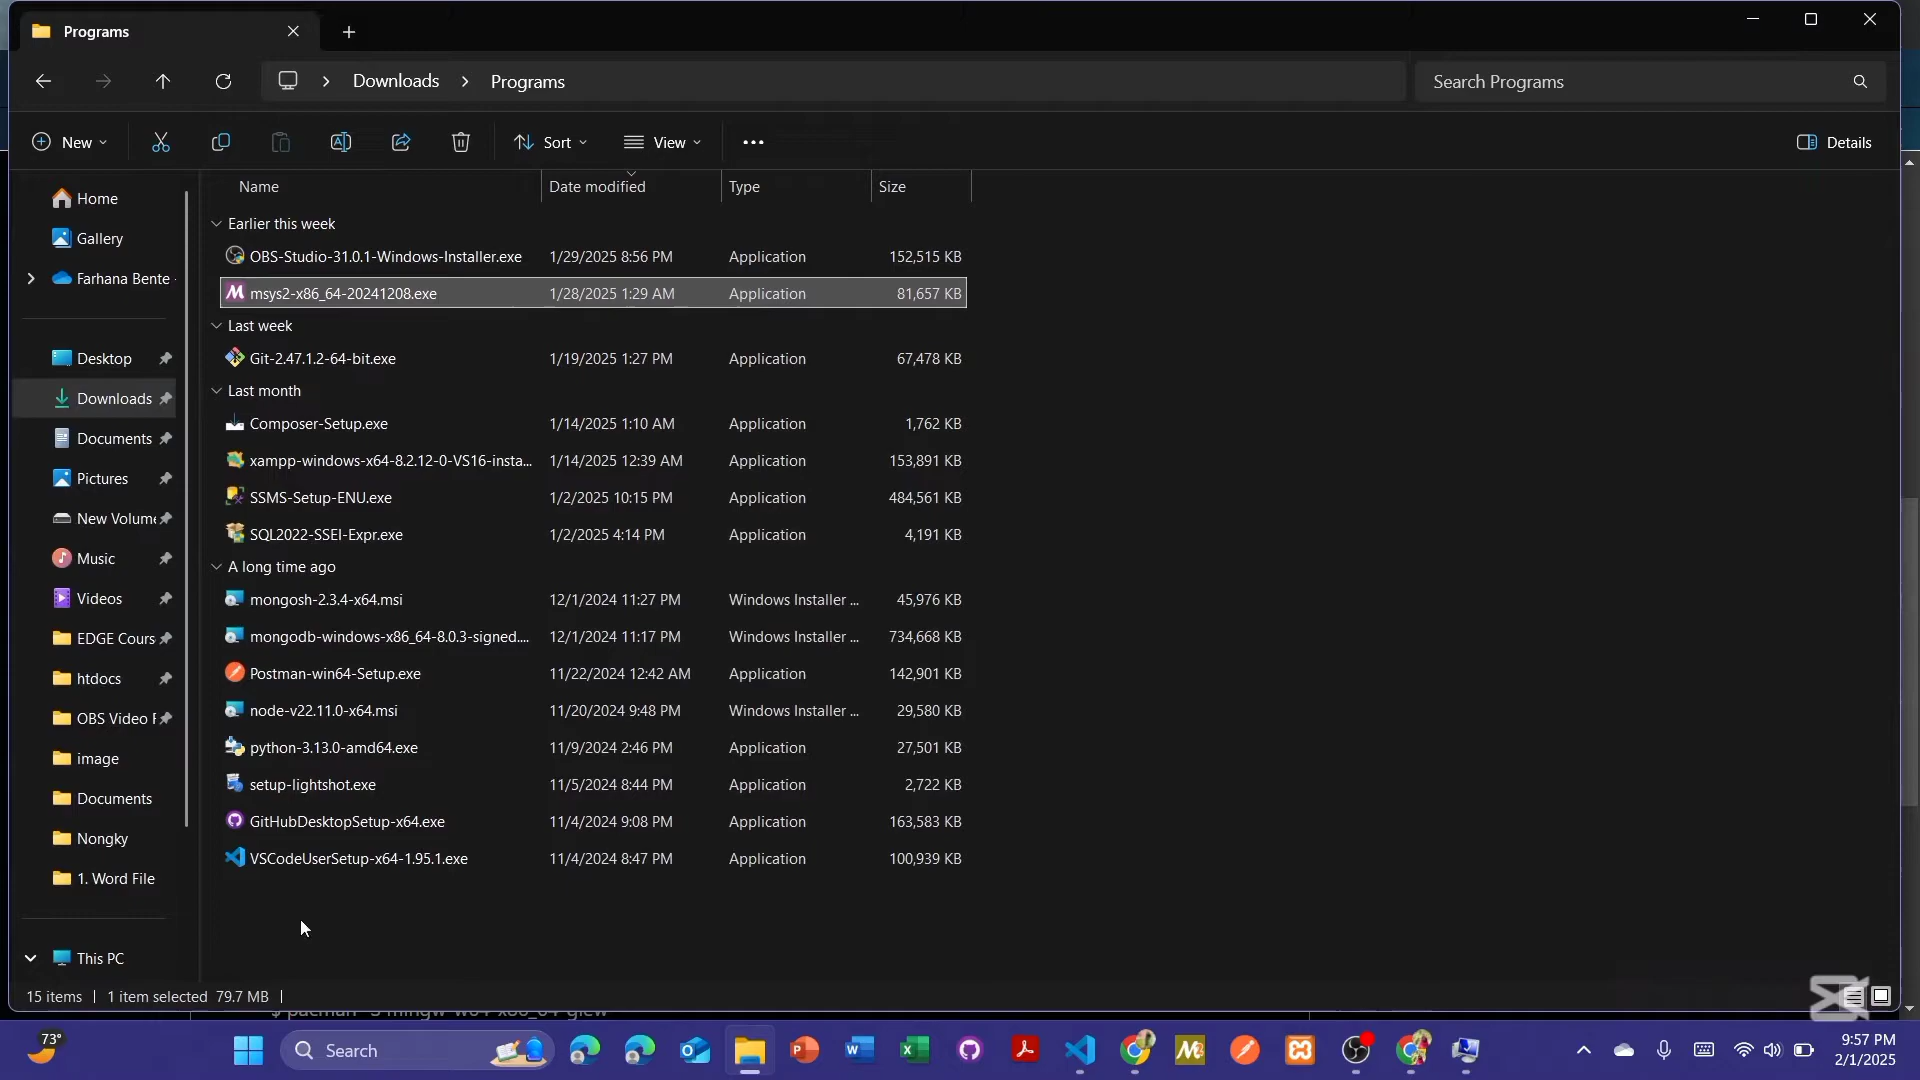 Programs
Downloads
Programs
Search Programs
New
Sort
View
Details
Name
Date modified
Type
Size
Home
Gallery
Farhana Bente
Desktop
Downloads
Documents
Pictures
New Volume
Music
Videos
EDGE Cours
htdocs
OBS Video
image
Documents
Nongky
1. Word File
This PC
Earlier this week
OBS-Studio-31.0.1-Windows-Installer.exe 1/29/2025 8:56 PM Application 152,515 KB
msys2-x86_64-20241208.exe 1/28/2025 1:29 AM Application 81,657 KB
Last week
Git-2.47.1.2-64-bit.exe 1/19/2025 1:27 PM Application 67,478 KB
Last month
Composer-Setup.exe 1/14/2025 1:10 AM Application 1,762 KB
xampp-windows-x64-8.2.12-0-VS16-insta... 1/14/2025 12:39 AM Application 153,891 KB
SSMS-Setup-ENU.exe 1/2/2025 10:15 PM Application 484,561 KB
SQL2022-SSEI-Expr.exe 1/2/2025 4:14 PM Application 4,191 KB
A long time ago
mongosh-2.3.4-x64.msi 12/1/2024 11:27 PM Windows Installer ... 45,976 KB
mongodb-windows-x86_64-8.0.3-signed.... 12/1/2024 11:17 PM Windows Installer ... 734,668 KB
Postman-win64-Setup.exe 11/22/2024 12:42 AM Application 142,901 KB
node-v22.11.0-x64.msi 11/20/2024 9:48 PM Windows Installer ... 29,580 KB
python-3.13.0-amd64.exe 11/9/2024 2:46 PM Application 27,501 KB
setup-lightshot.exe 11/5/2024 8:44 PM Application 2,722 KB
GitHubDesktopSetup-x64.exe 11/4/2024 9:08 PM Application 163,583 KB
VSCodeUserSetup-x64-1.95.1.exe 11/4/2024 8:47 PM Application 100,939 KB
15 items
1 item selected 79.7 MB
$ pacman -S mingw-w64-x86_64-glew
73°
Search
9:57 PM
2/1/2025